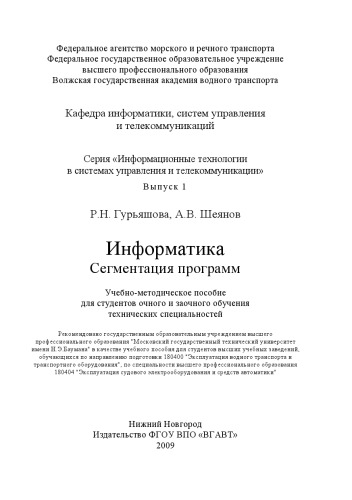 Федеральное агентство морского и речного транспорта
Федеральное государственное образовательное учреждение
высшего профессионального образования
Волжская государственная академия водного транспорта
Кафедра информатики, систем управления
и телекоммуникаций
Серия «Информационные технологии
в системах управления и телекоммуникации»
Выпуск 1
Р.Н. Гурьяшова, А.В. Шеянов
Информатика
Сегментация программ
Учебно-методическое пособие
для студентов очного и заочного обучения
технических специальностей
Рекомендовано государственным образовательным учреждением высшего
профессионального образования "Московский государственный технический университет
имени Н.Э.Баумана" в качестве учебного пособия для студентов высших учебных заведений,
обучающихся по направлению подготовки 180400 "Эксплуатация водного транспорта и
транспортного оборудования", по специальности высшего профессионального образования
180404 "Эксплуатация судового электрооборудования и средств автоматики"
Нижний Новгород
Издательство ФГОУ ВПО «ВГАВТ»
2009